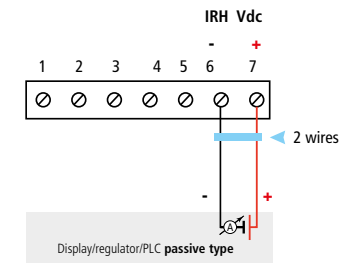 IRH Vdc
- +
1 2 3 4 5 6 7
2 wires
- +
A
Display/regulator/PLC passive type